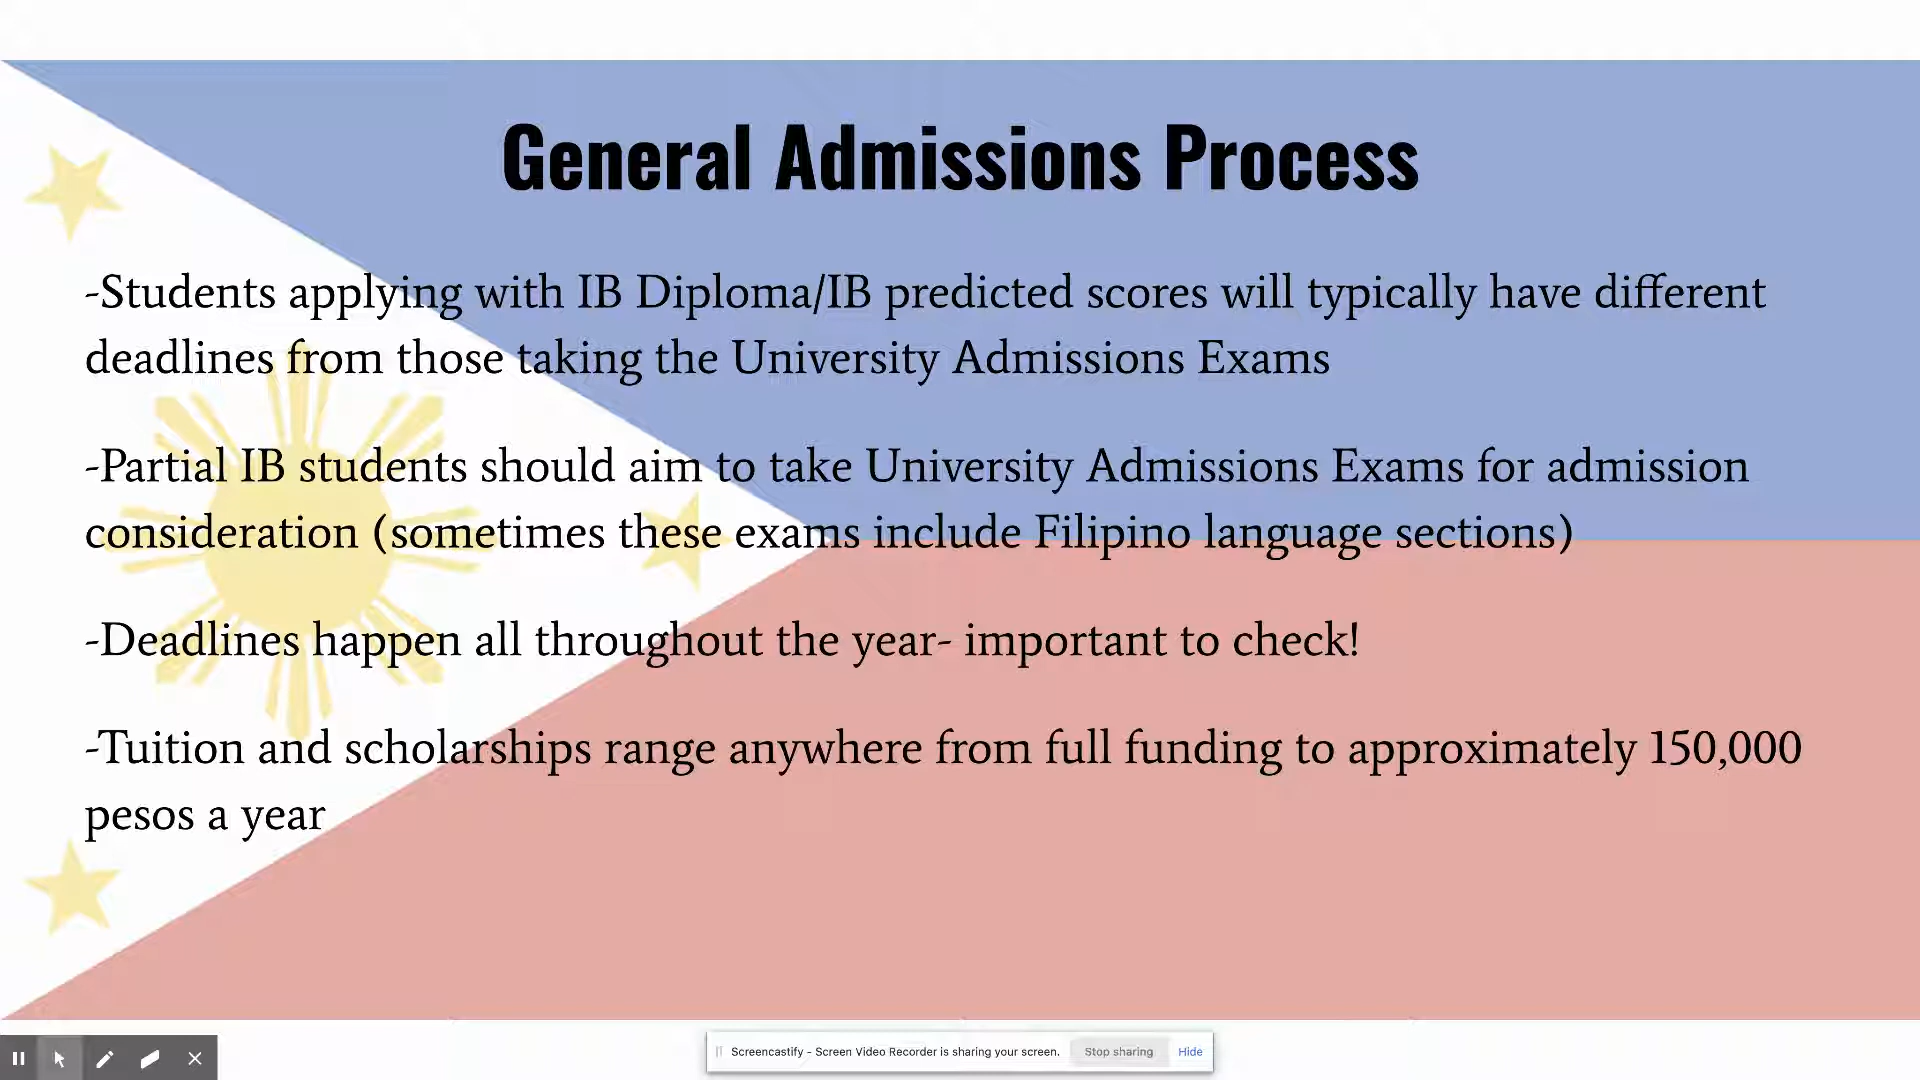 General Admissions Process
-Students applying with IB Diploma/IB predicted scores will typically have different
deadlines from those taking the University Admissions Exams
-Partial IB students should aim to take University Admissions Exams for admission
consideration (sometimes these exams include Filipino language sections)
-Deadlines happen all throughout the year- important to check!
-Tuition and scholarships range anywhere from full funding to approximately 150,000
pesos a year
Screencastify - Screen Video Recorder is sharing your screen. Stop sharing Hide